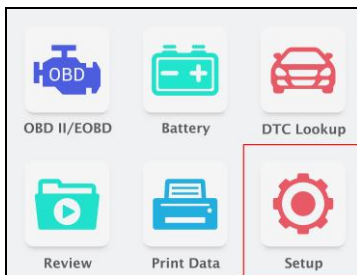 OBD
OBD II/EOBD
Battery
DTC Lookup
Review
Print Data
Setup